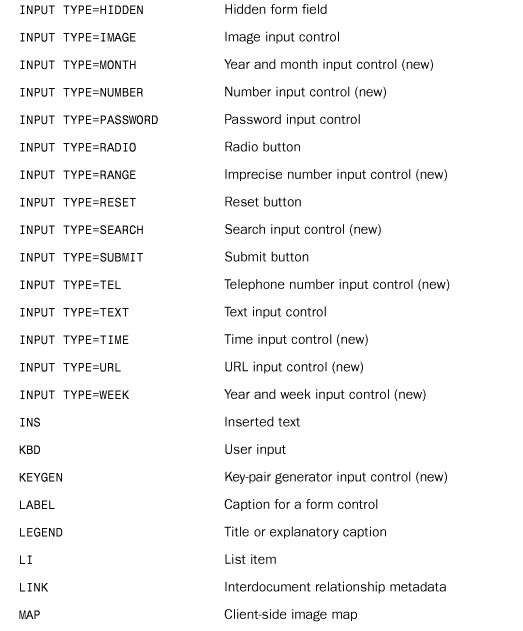 INPUT TYPE=HIDDEN Hidden form field
INPUT TYPE=IMAGE Image input control
INPUT TYPE=MONTH Year and month input control (new)
INPUT TYPE=NUMBER Number input control (new)
INPUT TYPE=PASSWORD Password input control
INPUT TYPE=RADIO Radio button
INPUT TYPE=RANGE Imprecise number input control (new)
INPUT TYPE=RESET Reset button
INPUT TYPE=SEARCH Search input control (new)
INPUT TYPE=SUBMIT Submit button
INPUT TYPE=TEL Telephone number input control (new)
INPUT TYPE=TEXT Text input control
INPUT TYPE=TIME Time input control (new)
INPUT TYPE=URL URL input control (new)
INPUT TYPE=WEEK Year and week input control (new)
INS Inserted text
KBD User input
KEYGEN Key-pair generator input control (new)
LABEL Caption for a form control
LEGEND Title or explanatory caption
LI List item
LINK Interdocument relationship metadata
MAP Client-side image map